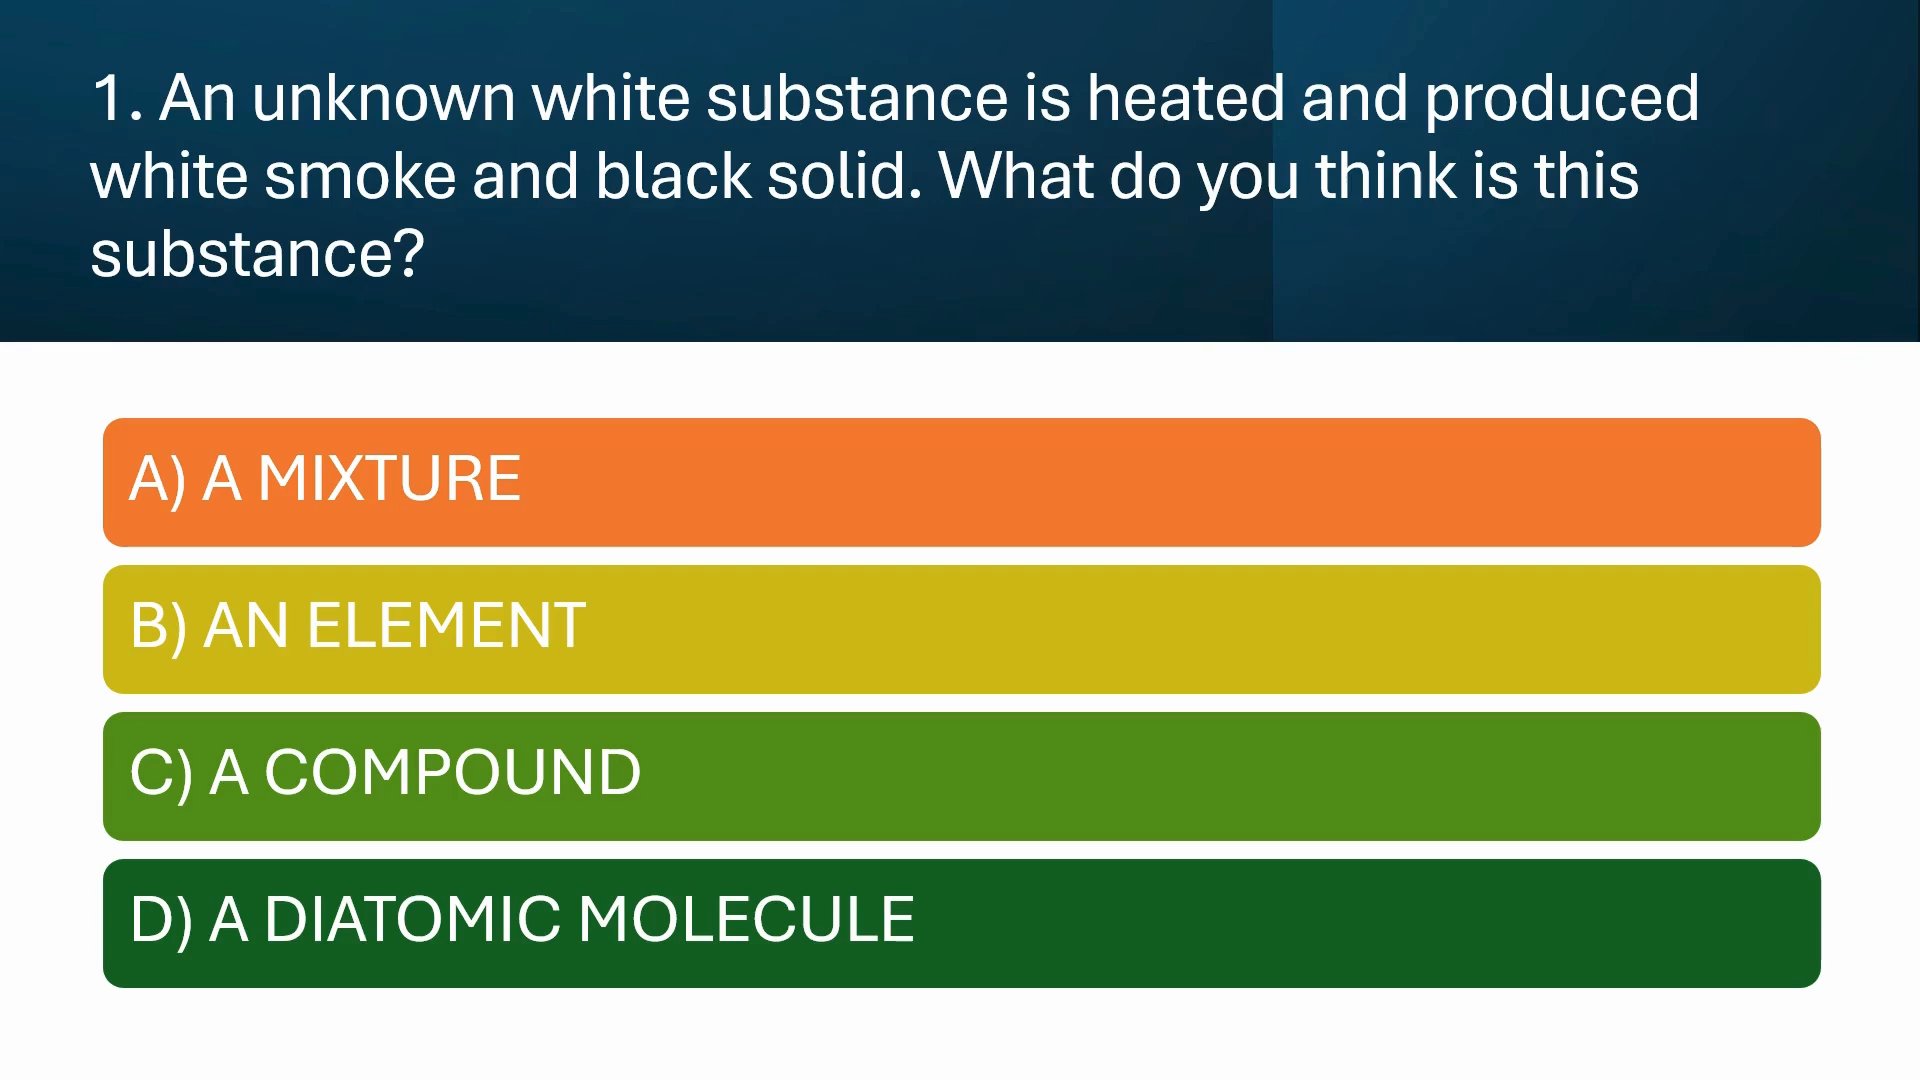 1. An unknown white substance is heated and produced
white smoke and black solid. What do you think is this
substance?
A) A MIXTURE
B) AN ELEMENT
C) A COMPOUND
D) A DIATOMIC MOLECULE